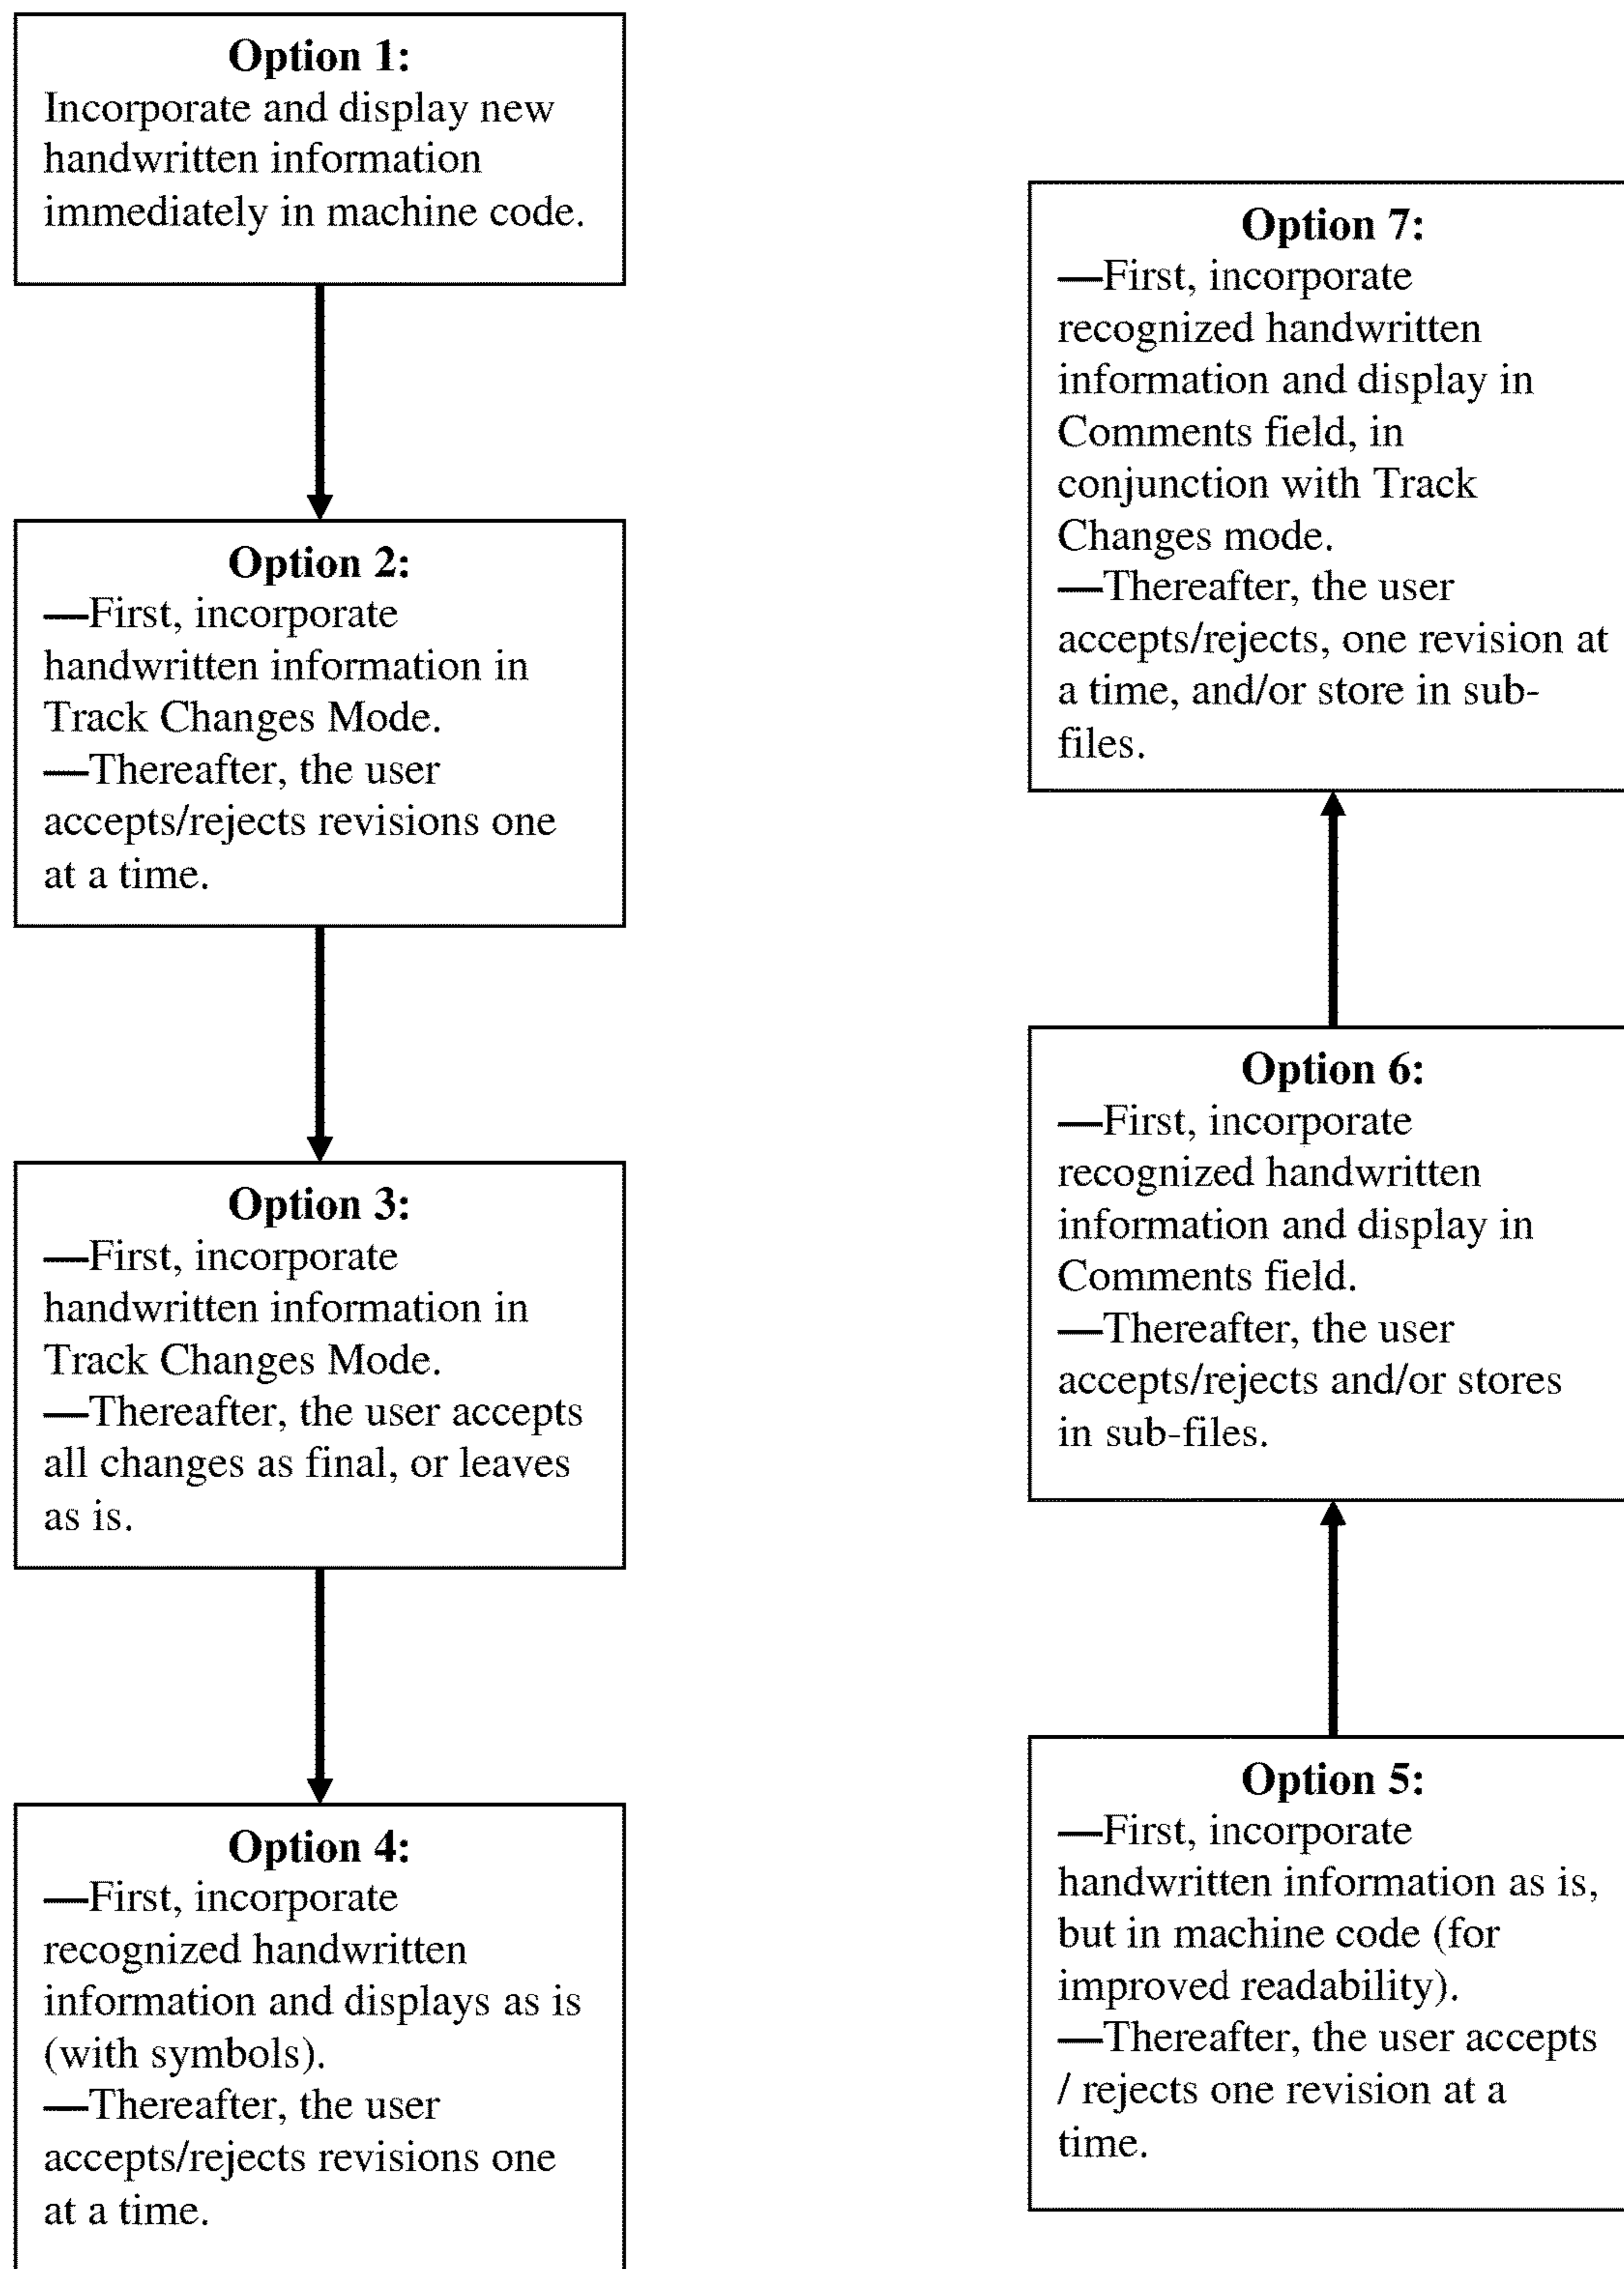 Option 1:
Incorporate and display new
handwritten information
immediately in machine code.
Option 2:
—First, incorporate
handwritten information in
Track Changes Mode.
—Thereafter, the user
accepts/rejects revisions one
at a time.
Option 3:
—First, incorporate
handwritten information in
Track Changes Mode.
—Thereafter, the user accepts
all changes as final, or leaves
as is.
Option 4:
—First, incorporate
recognized handwritten
information and displays as is
(with symbols).
—Thereafter, the user
accepts/rejects revisions one
at a time.
Option 5:
—First, incorporate
handwritten information as is,
but in machine code (for
improved readability).
—Thereafter, the user accepts
/ rejects one revision at a
time.
Option 6:
—First, incorporate
recognized handwritten
information and display in
Comments field.
—Thereafter, the user
accepts/rejects and/or stores
in sub-files.
Option 7:
—First, incorporate
recognized handwritten
information and display in
Comments field, in
conjunction with Track
Changes mode.
—Thereafter, the user
accepts/rejects, one revision at
a time, and/or store in sub-
files.